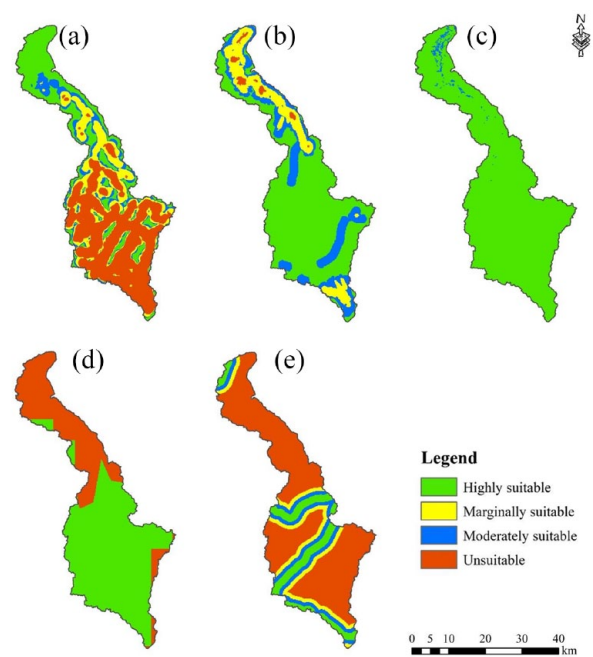 (a)
(b)
(c)
N
(d)
(e)
Legend
Highly suitable
Marginally suitable
Moderately suitable
Unsuitable
0 5 10 20 30 40
km